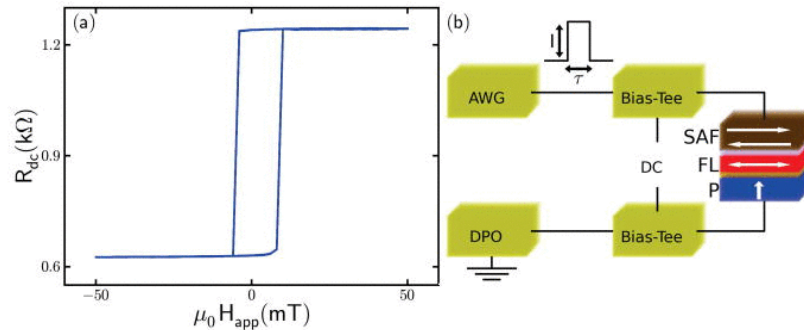 (a)
1.2
0.9
0.6
R_dc(kΩ)
−50
0
50
μ₀ H_app(mT)
(b)
I
τ
AWG
Bias-Tee
SAF
FL
P
DC
DPO
Bias-Tee